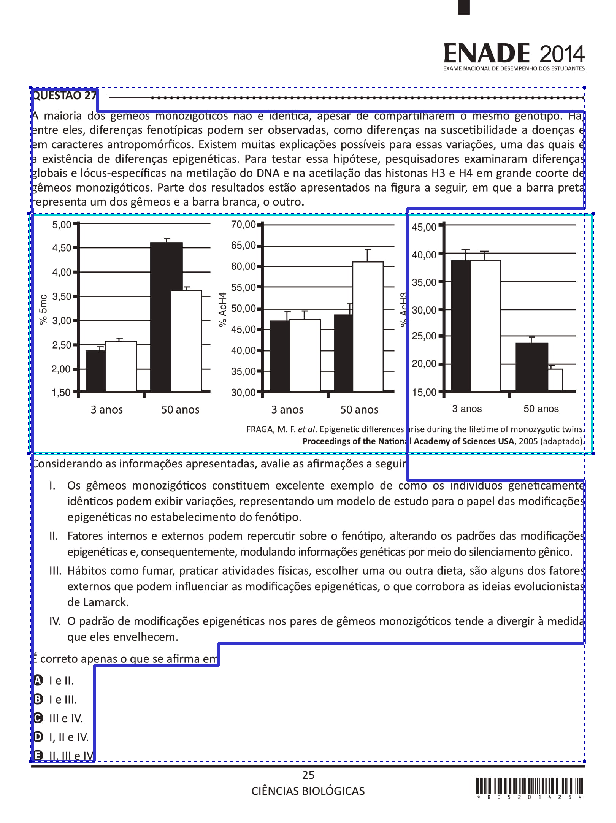 ENADE 2014
EXAME NACIONAL DE DESEMPENHO DOS ESTUDANTES
QUESTÃO 27
A maioria dos gêmeos monozigóticos não é idêntica, apesar de compartilharem o mesmo genótipo. Há,
entre eles, diferenças fenotípicas podem ser observadas, como diferenças na suscetibilidade a doenças e
em caracteres antropomórficos. Existem muitas explicações possíveis para essas variações, uma das quais é
a existência de diferenças epigenéticas. Para testar essa hipótese, pesquisadores examinaram diferenças
globais e lócus-específicas na metilação do DNA e na acetilação das histonas H3 e H4 em grande coorte de
gêmeos monozigóticos. Parte dos resultados estão apresentados na figura a seguir, em que a barra preta
representa um dos gêmeos e a barra branca, o outro.
% 5mc
5,00
4,50
4,00
3,50
3,00
2,50
2,00
1,50
3 anos 50 anos
% AcH4
70,00
65,00
60,00
55,00
50,00
45,00
40,00
35,00
30,00
3 anos 50 anos
% AcH3
45,00
40,00
35,00
30,00
25,00
20,00
15,00
3 anos 50 anos
FRAGA, M. F. et al. Epigenetic differences arise during the lifetime of monozygotic twins.
Proceedings of the National Academy of Sciences USA, 2005 (adaptado).
Considerando as informações apresentadas, avalie as afirmações a seguir.
I. Os gêmeos monozigóticos constituem excelente exemplo de como os indivíduos geneticamente
idênticos podem exibir variações, representando um modelo de estudo para o papel das modificações
epigenéticas no estabelecimento do fenótipo.
II. Fatores internos e externos podem repercutir sobre o fenótipo, alterando os padrões das modificações
epigenéticas e, consequentemente, modulando informações genéticas por meio do silenciamento gênico.
III. Hábitos como fumar, praticar atividades físicas, escolher uma ou outra dieta, são alguns dos fatores
externos que podem influenciar as modificações epigenéticas, o que corrobora as ideias evolucionistas
de Lamarck.
IV. O padrão de modificações epigenéticas nos pares de gêmeos monozigóticos tende a divergir à medida
que eles envelhecem.
É correto apenas o que se afirma em
A I e II.
B I e III.
C III e IV.
D I, II e IV.
E II, III e IV.
25
CIÊNCIAS BIOLÓGICAS